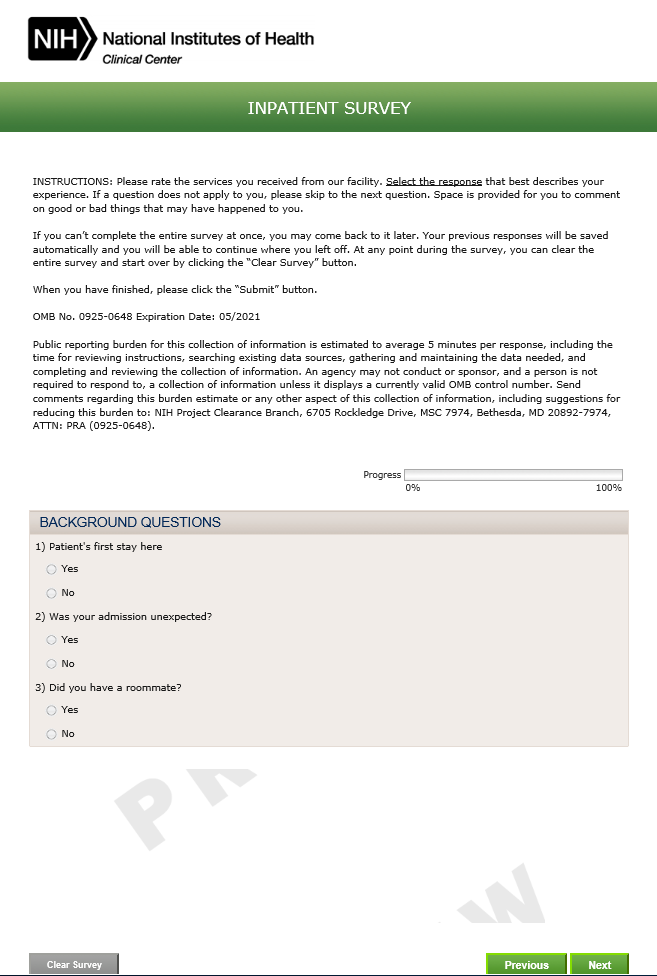 NIH National Institutes of Health
Clinical Center
INPATIENT SURVEY
INSTRUCTIONS: Please rate the services you received from our facility. Select the response that best describes your
experience. If a question does not apply to you, please skip to the next question. Space is provided for you to comment
on good or bad things that may have happened to you.
If you can't complete the entire survey at once, you may come back to it later. Your previous responses will be saved
automatically and you will be able to continue where you left off. At any point during the survey, you can clear the
entire survey and start over by clicking the “Clear Survey” button.
When you have finished, please click the “Submit” button.
OMB No. 0925-0648 Expiration Date: 05/2021
Public reporting burden for this collection of information is estimated to average 5 minutes per response, including the
time for reviewing instructions, searching existing data sources, gathering and maintaining the data needed, and
completing and reviewing the collection of information. An agency may not conduct or sponsor, and a person is not
required to respond to, a collection of information unless it displays a currently valid OMB control number. Send
comments regarding this burden estimate or any other aspect of this collection of information, including suggestions for
reducing this burden to: NIH Project Clearance Branch, 6705 Rockledge Drive, MSC 7974, Bethesda, MD 20892-7974,
ATTN: PRA (0925-0648).
Progress
0% 100%
BACKGROUND QUESTIONS
1) Patient's first stay here
Yes
No
2) Was your admission unexpected?
Yes
No
3) Did you have a roommate?
Yes
No
P R
W
Clear Survey Previous Next